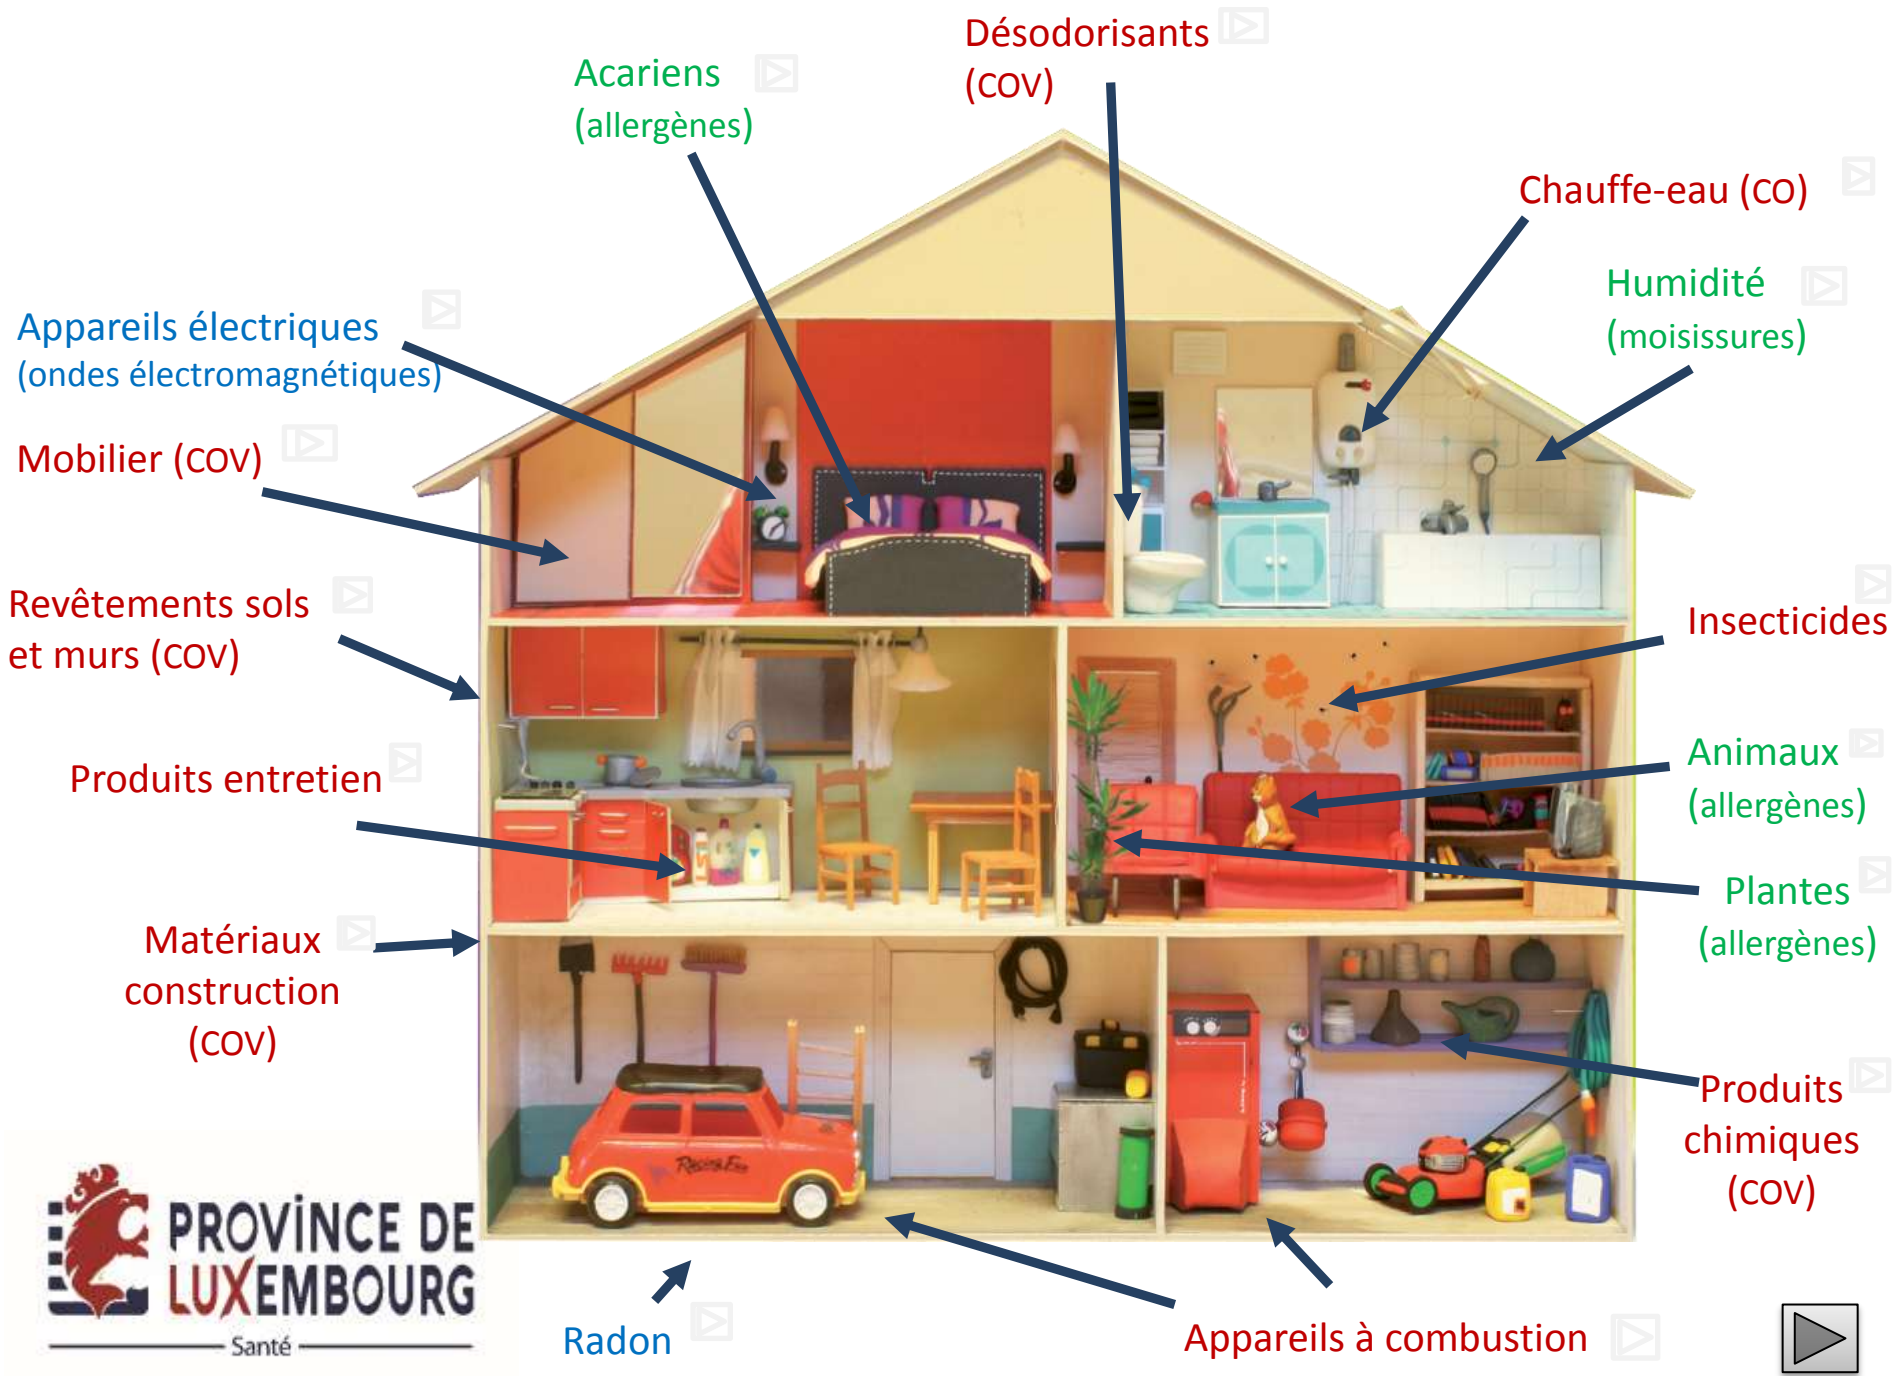 Désodorisants
(COV)
Acariens
(allergènes)
Chauffe-eau (CO)
Humidité
(moisissures)
Appareils électriques
(ondes électromagnétiques)
Mobilier (COV)
Revêtements sols
et murs (COV)
Insecticides
Produits entretien
Animaux
(allergènes)
Plantes
(allergènes)
Matériaux
construction
(COV)
Produits
chimiques
(COV)
Racing
PROVINCE DE
LUXEMBOURG
Santé
Radon
Appareils à combustion